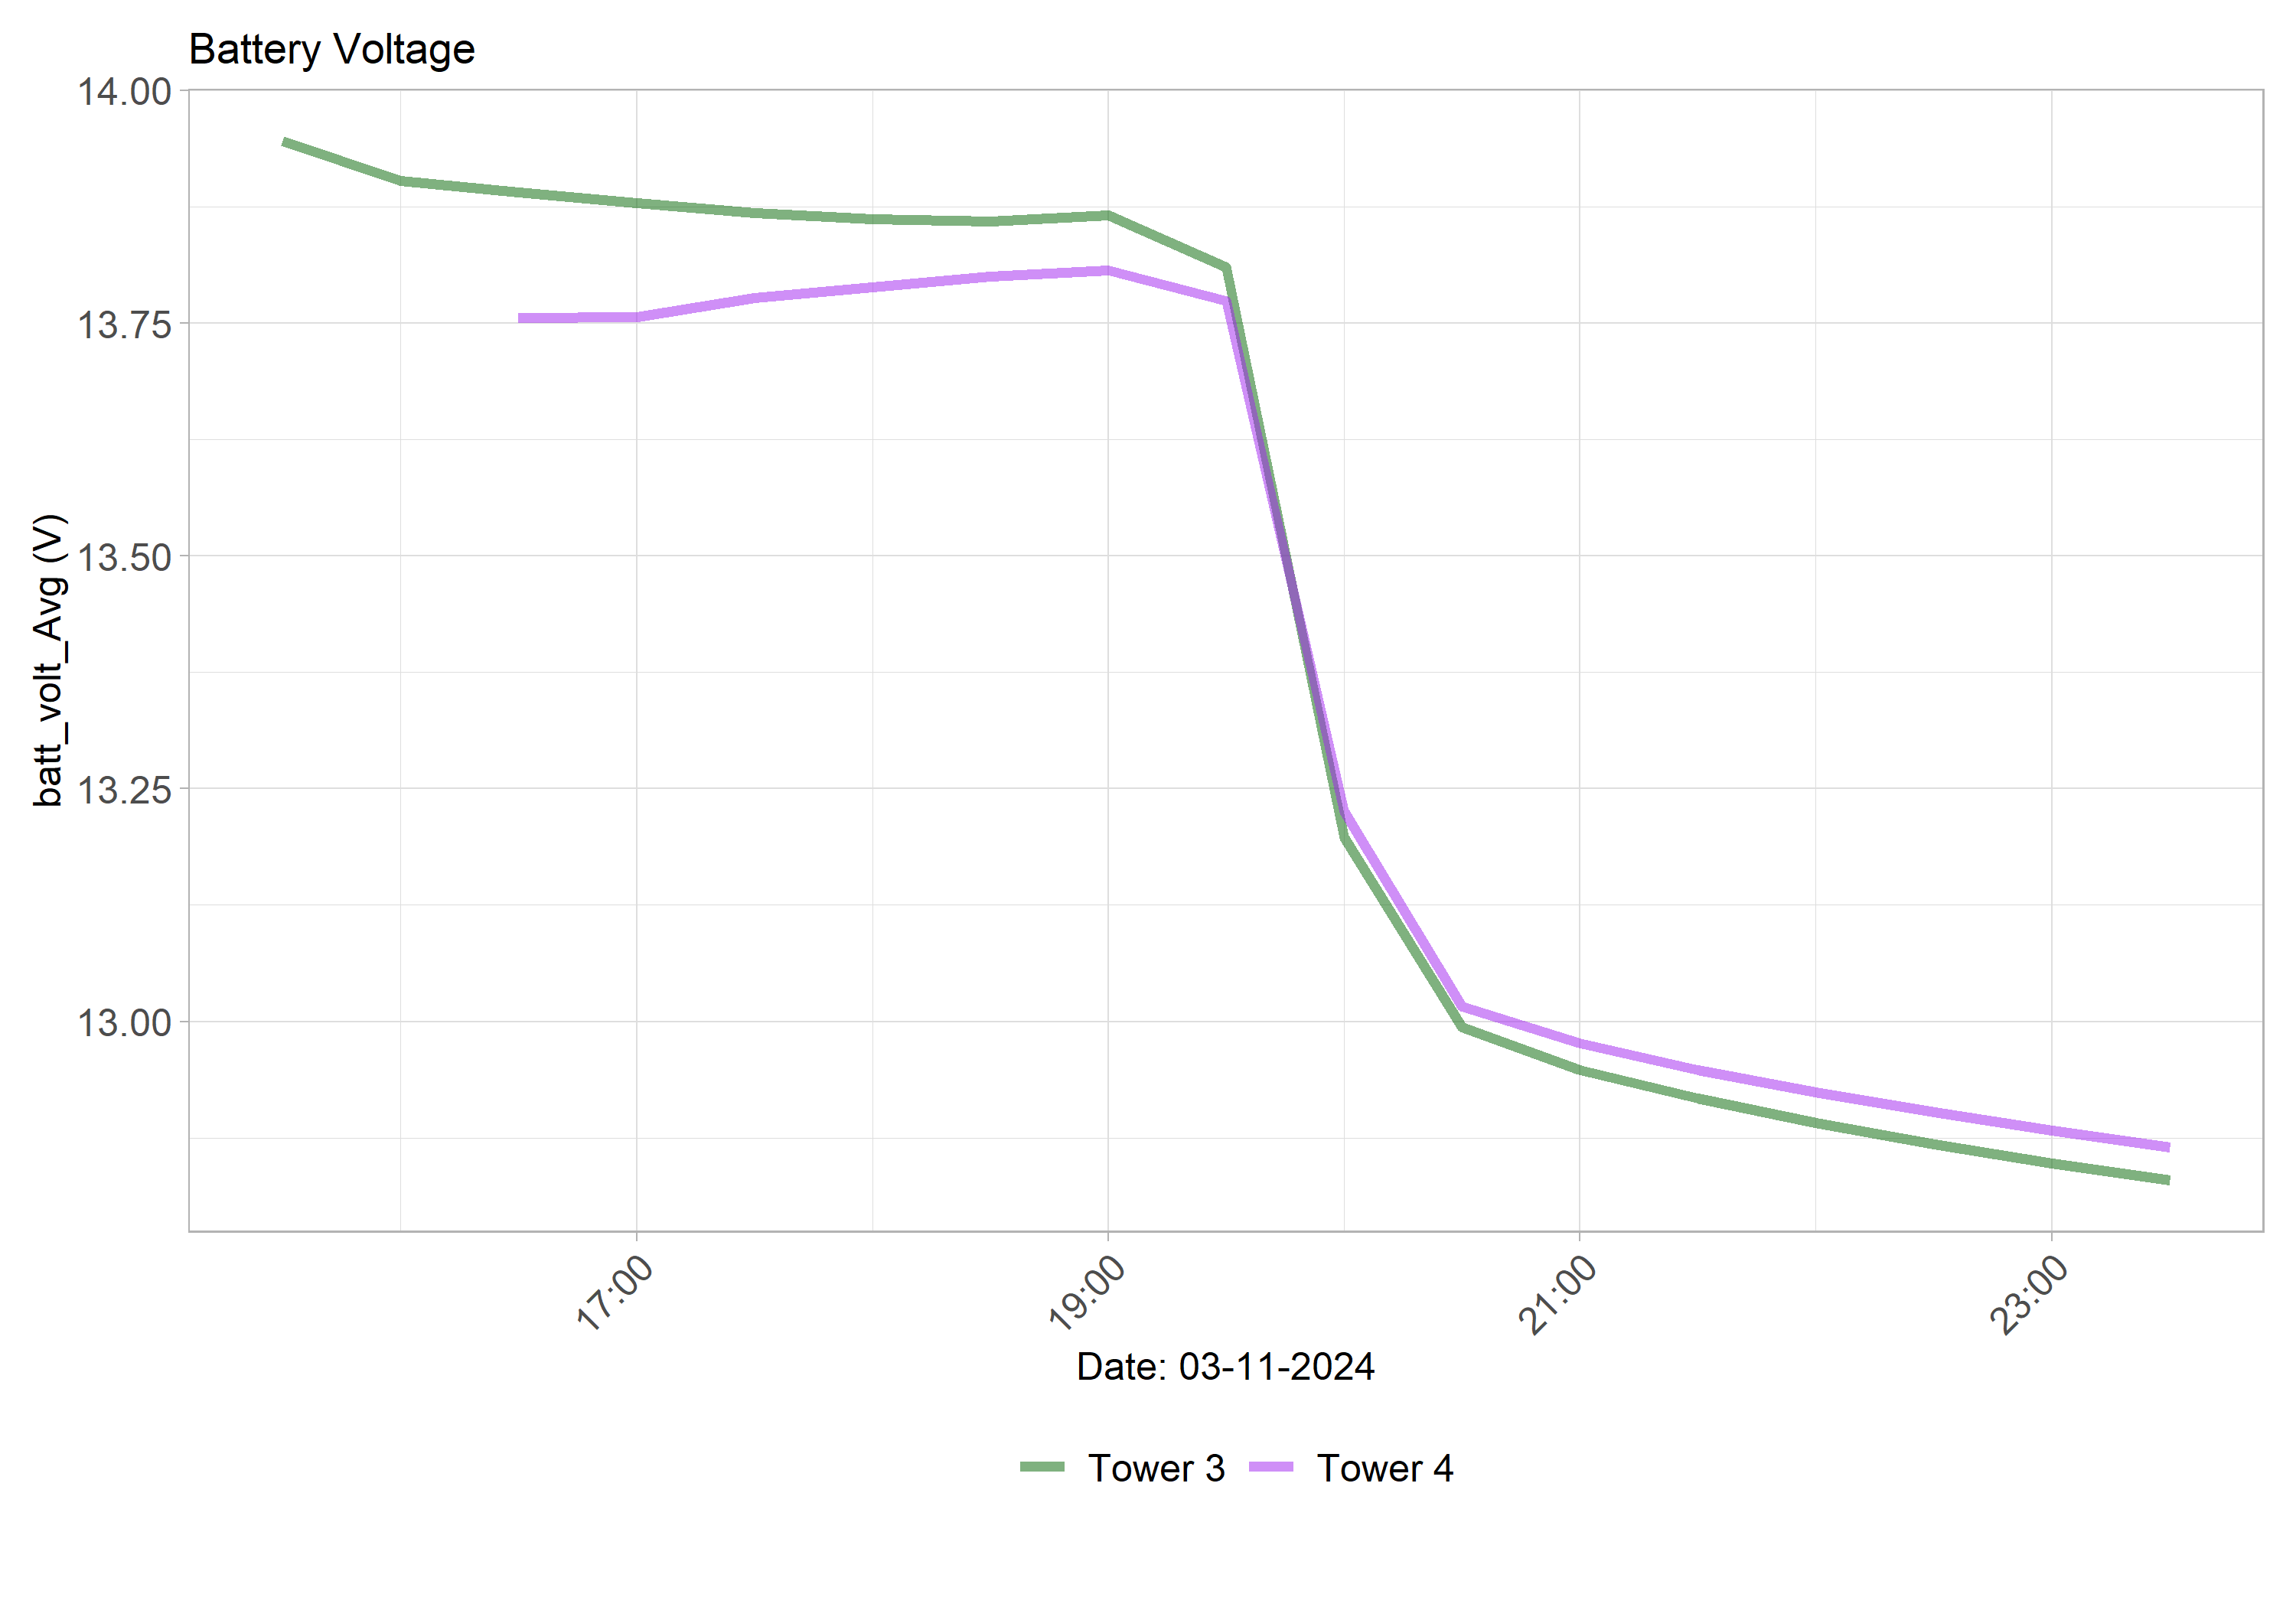 Battery Voltage
14.00
13.75
13.50
13.25
13.00
batt_volt_Avg (V)
17:00
19:00
21:00
23:00
Date: 03-11-2024
Tower 3
Tower 4